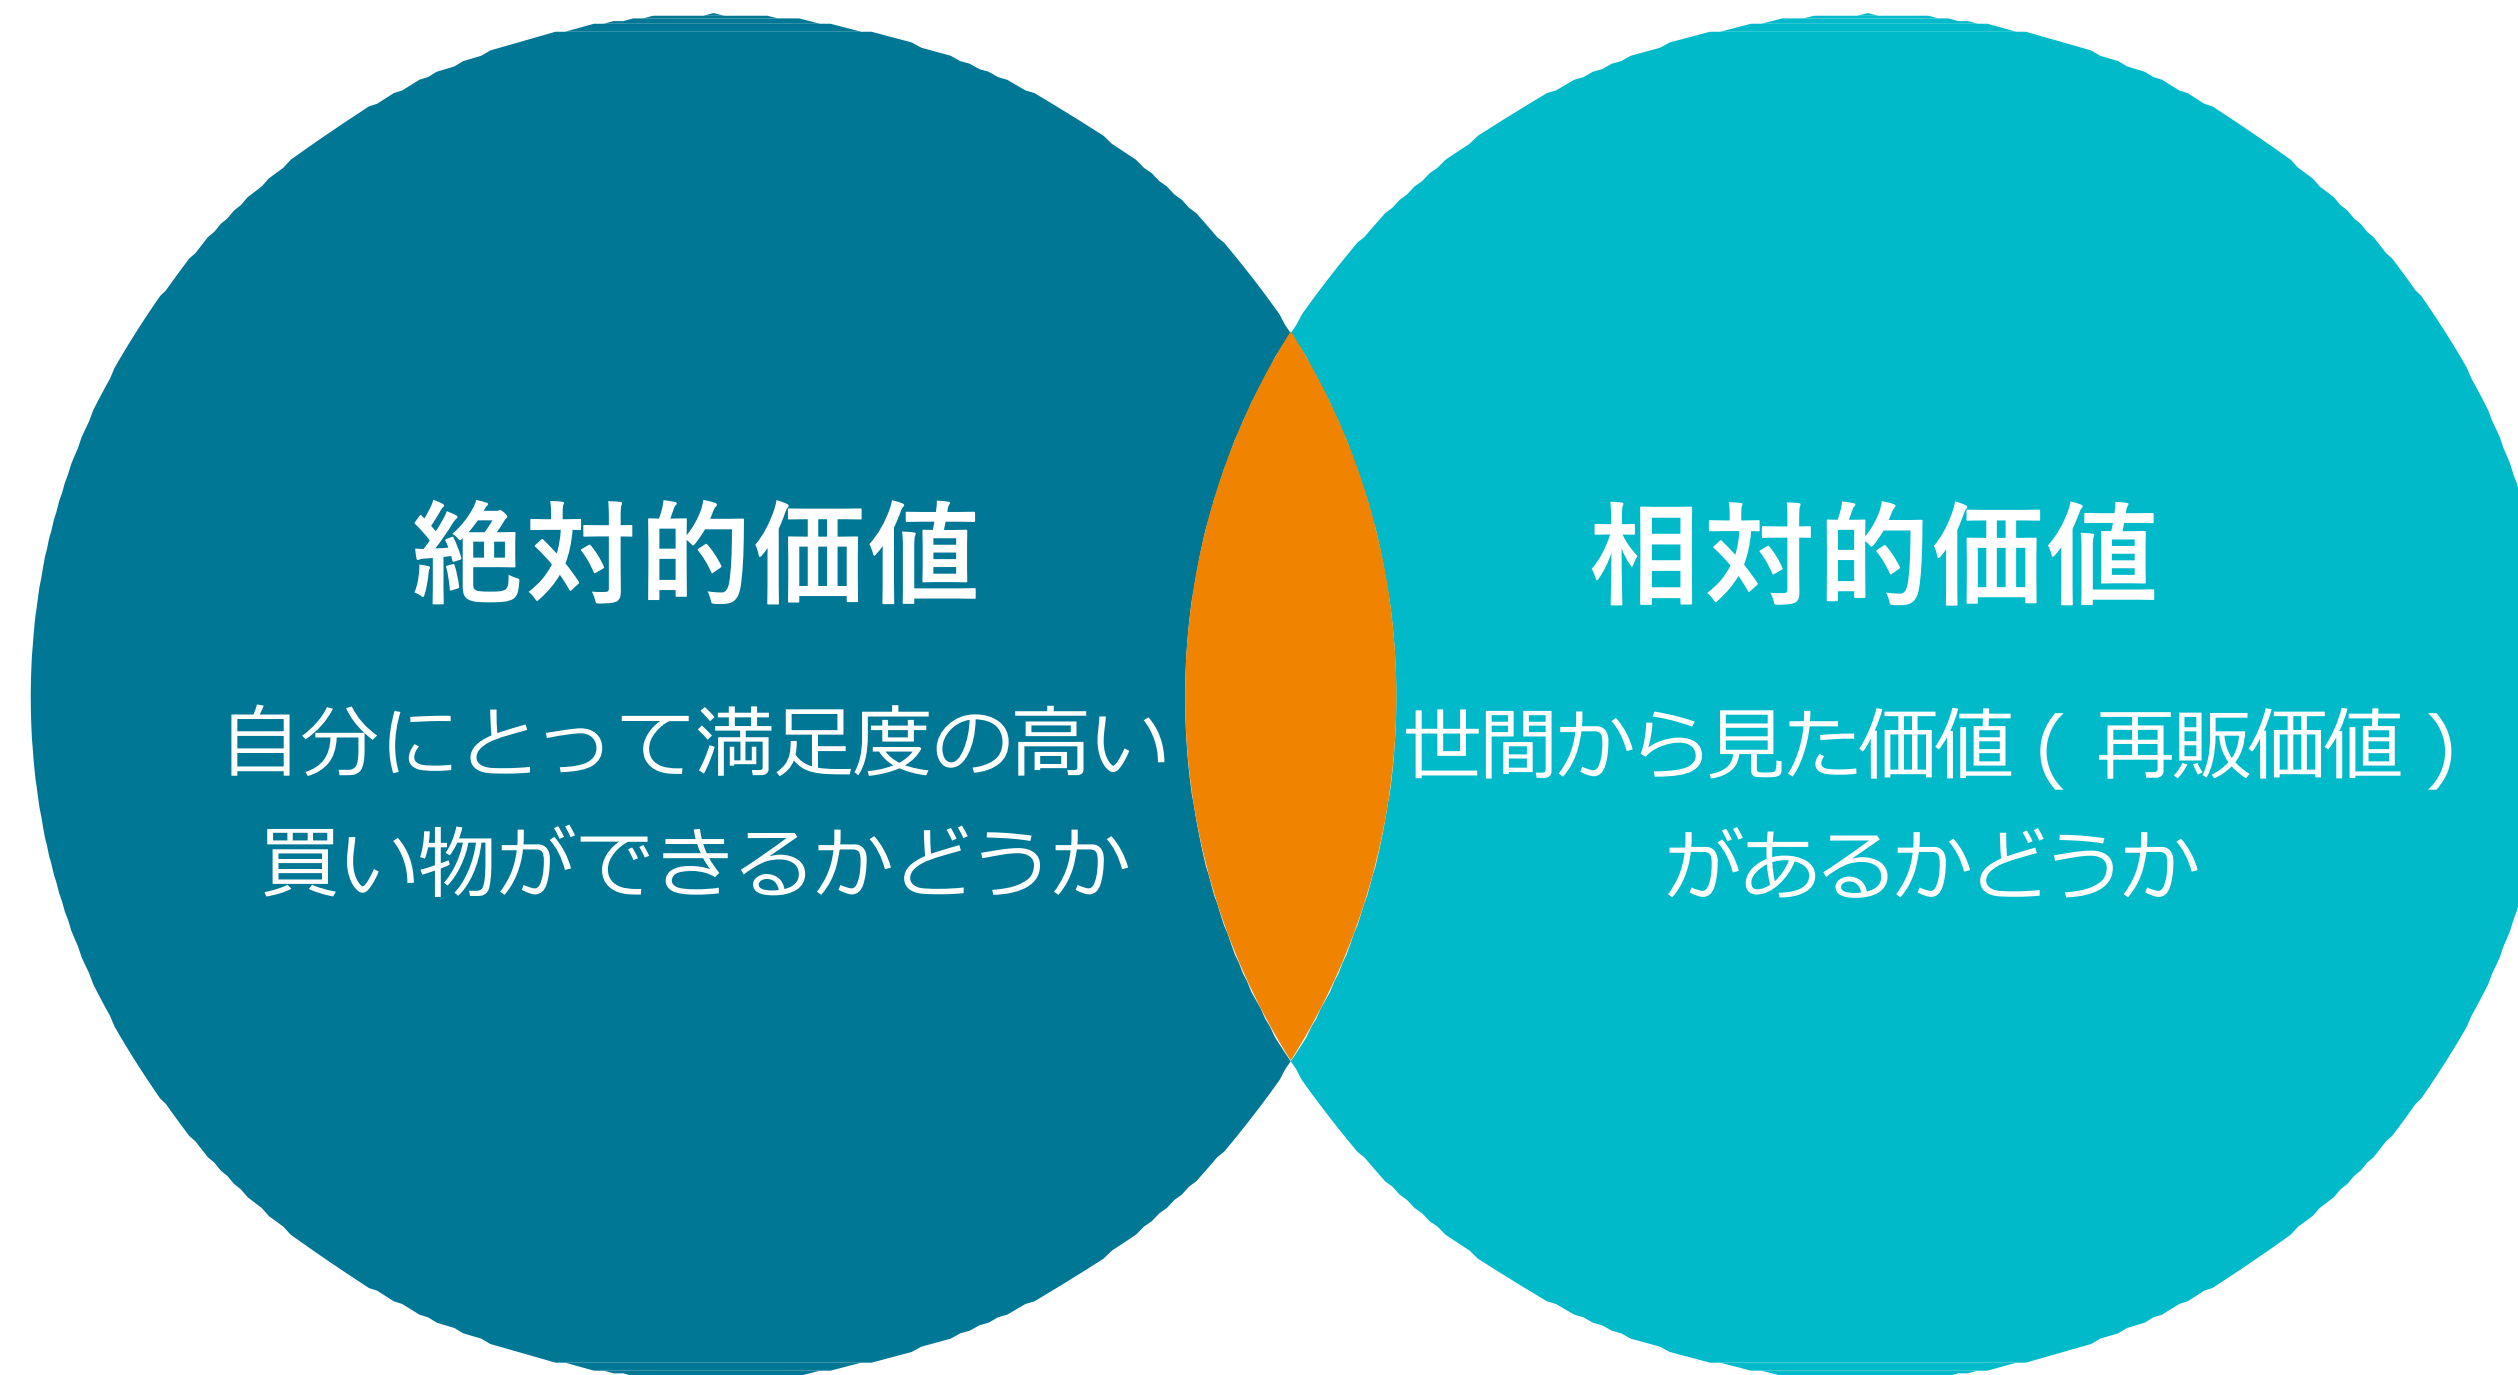 絶対的価値
自分にとって満足度の高い
買い物ができるかどうか
相対的価値
世間から見た価値(再販価値)
があるかどうか